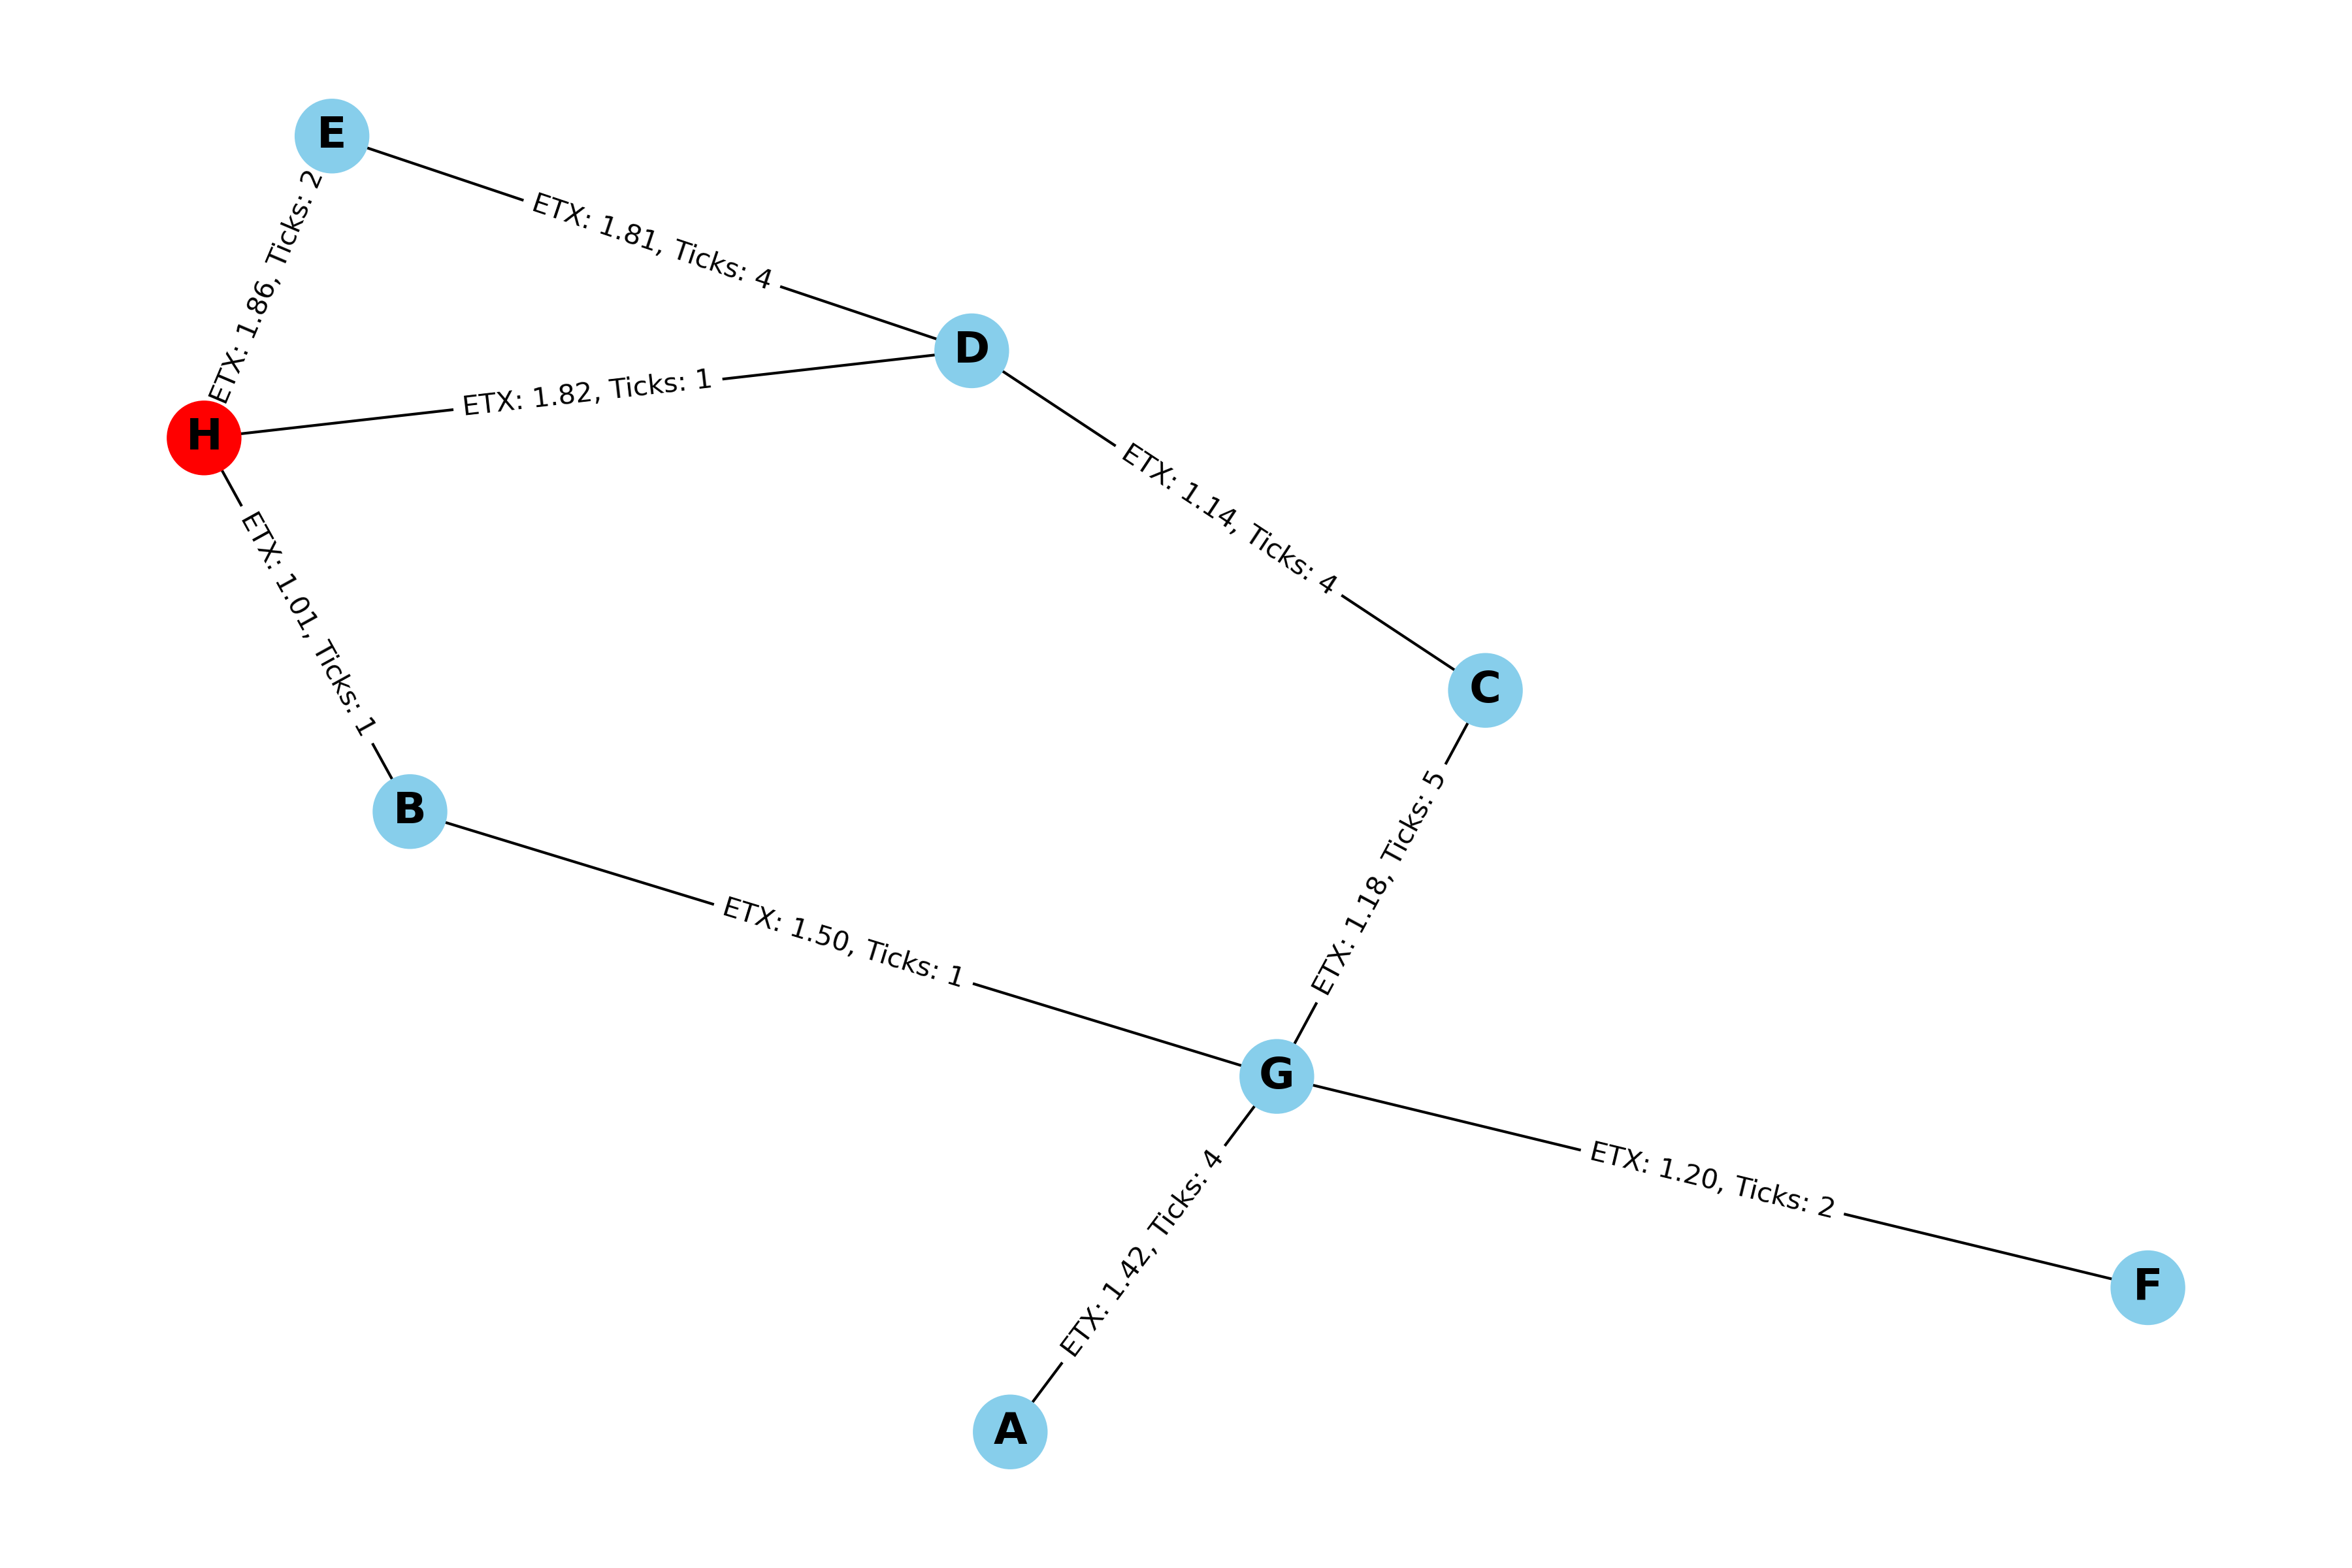 E
ETX: 1.86, Ticks: 2
ETX: 1.81, Ticks: 4
D
ETX: 1.82, Ticks: 1
H
ETX: 1.14, Ticks: 4
ETX: 1.01, Ticks: 1
C
B
ETX: 1.18, Ticks: 5
ETX: 1.50, Ticks: 1
G
ETX: 1.20, Ticks: 2
ETX: 1.42, Ticks: 4
F
A